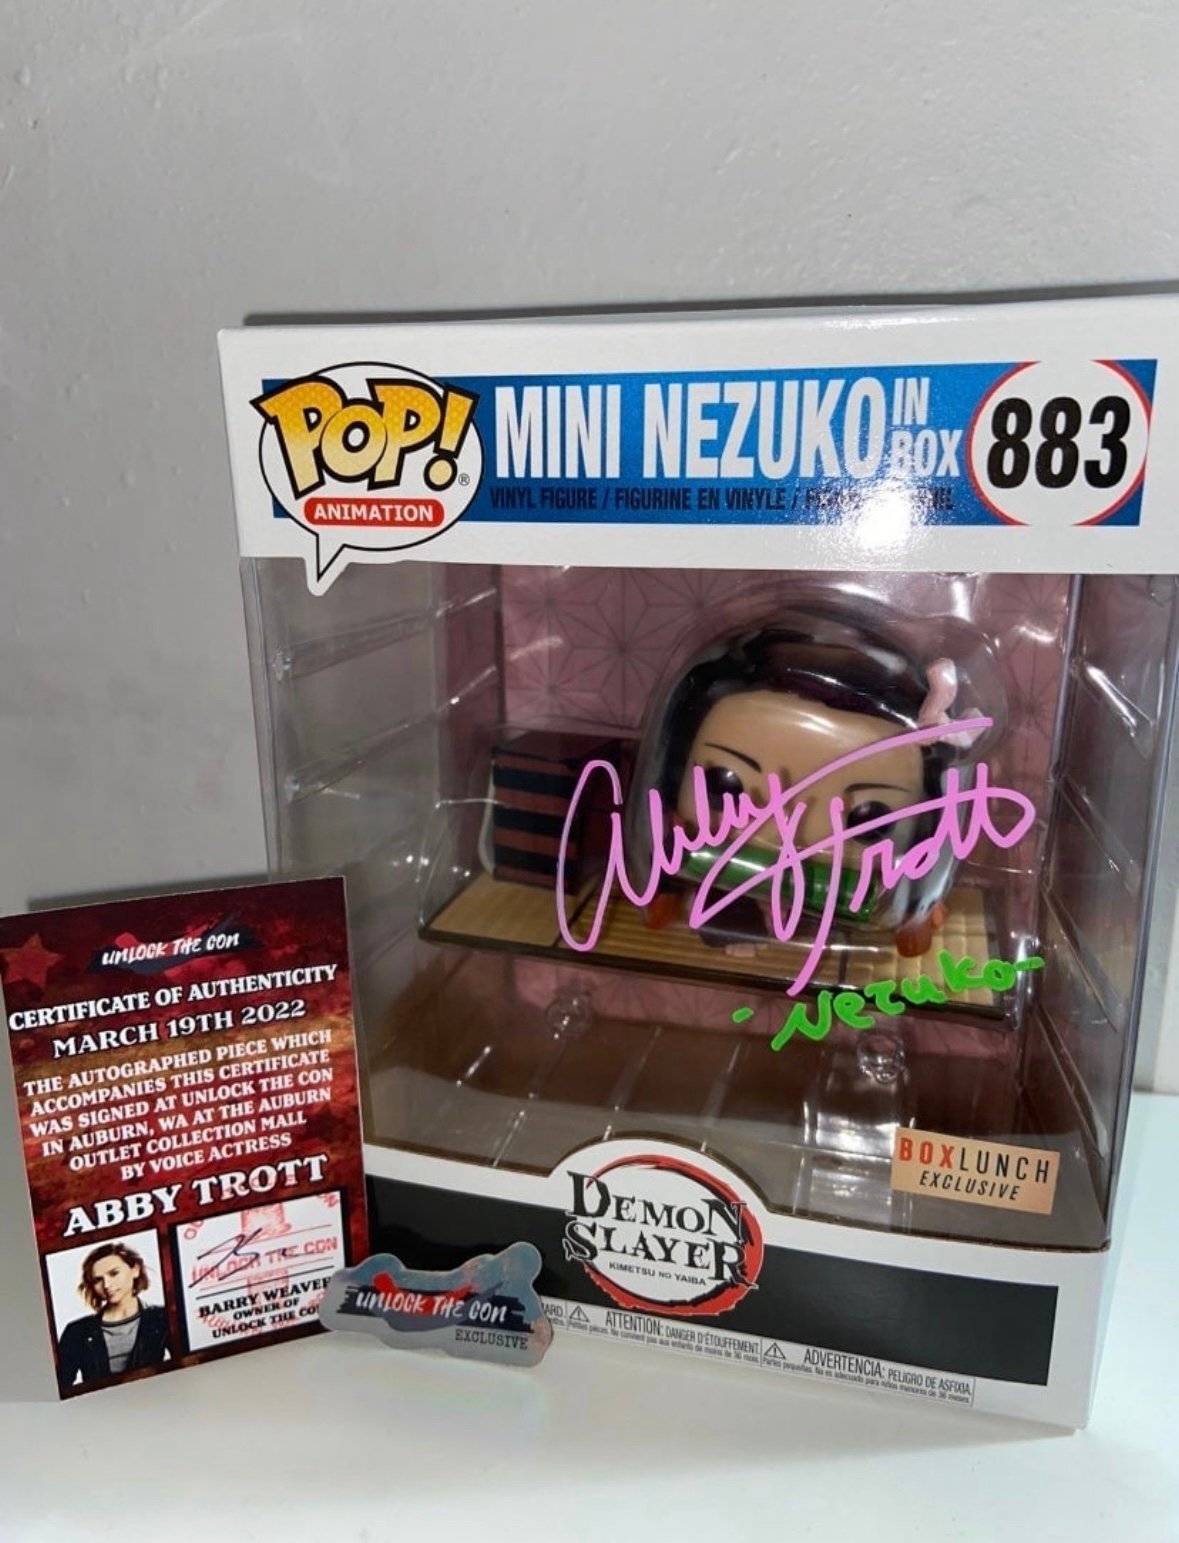 POP!
ANIMATION
MINI NEZUKO IN BOX
883
VINYL FIGURE / FIGURINE EN VINYLE /
Abby Trott
-Nezuko-
BOXLUNCH
EXCLUSIVE
DEMON
SLAYER
KIMETSU NO YAIBA
ATTENTION: DANGER D'ÉTOUFFEMENT.
ADVERTENCIA: PELIGRO DE ASFIXIA.
UNLOCK THE CON
CERTIFICATE OF AUTHENTICITY
MARCH 19TH 2022
THE AUTOGRAPHED PIECE WHICH
ACCOMPANIES THIS CERTIFICATE
WAS SIGNED AT UNLOCK THE CON
IN AUBURN, WA AT THE AUBURN
OUTLET COLLECTION MALL
BY VOICE ACTRESS
ABBY TROTT
UNLOCK THE CON
BARRY WEAVER
OWNER OF
UNLOCK THE CO
UNLOCK THE CON
EXCLUSIVE